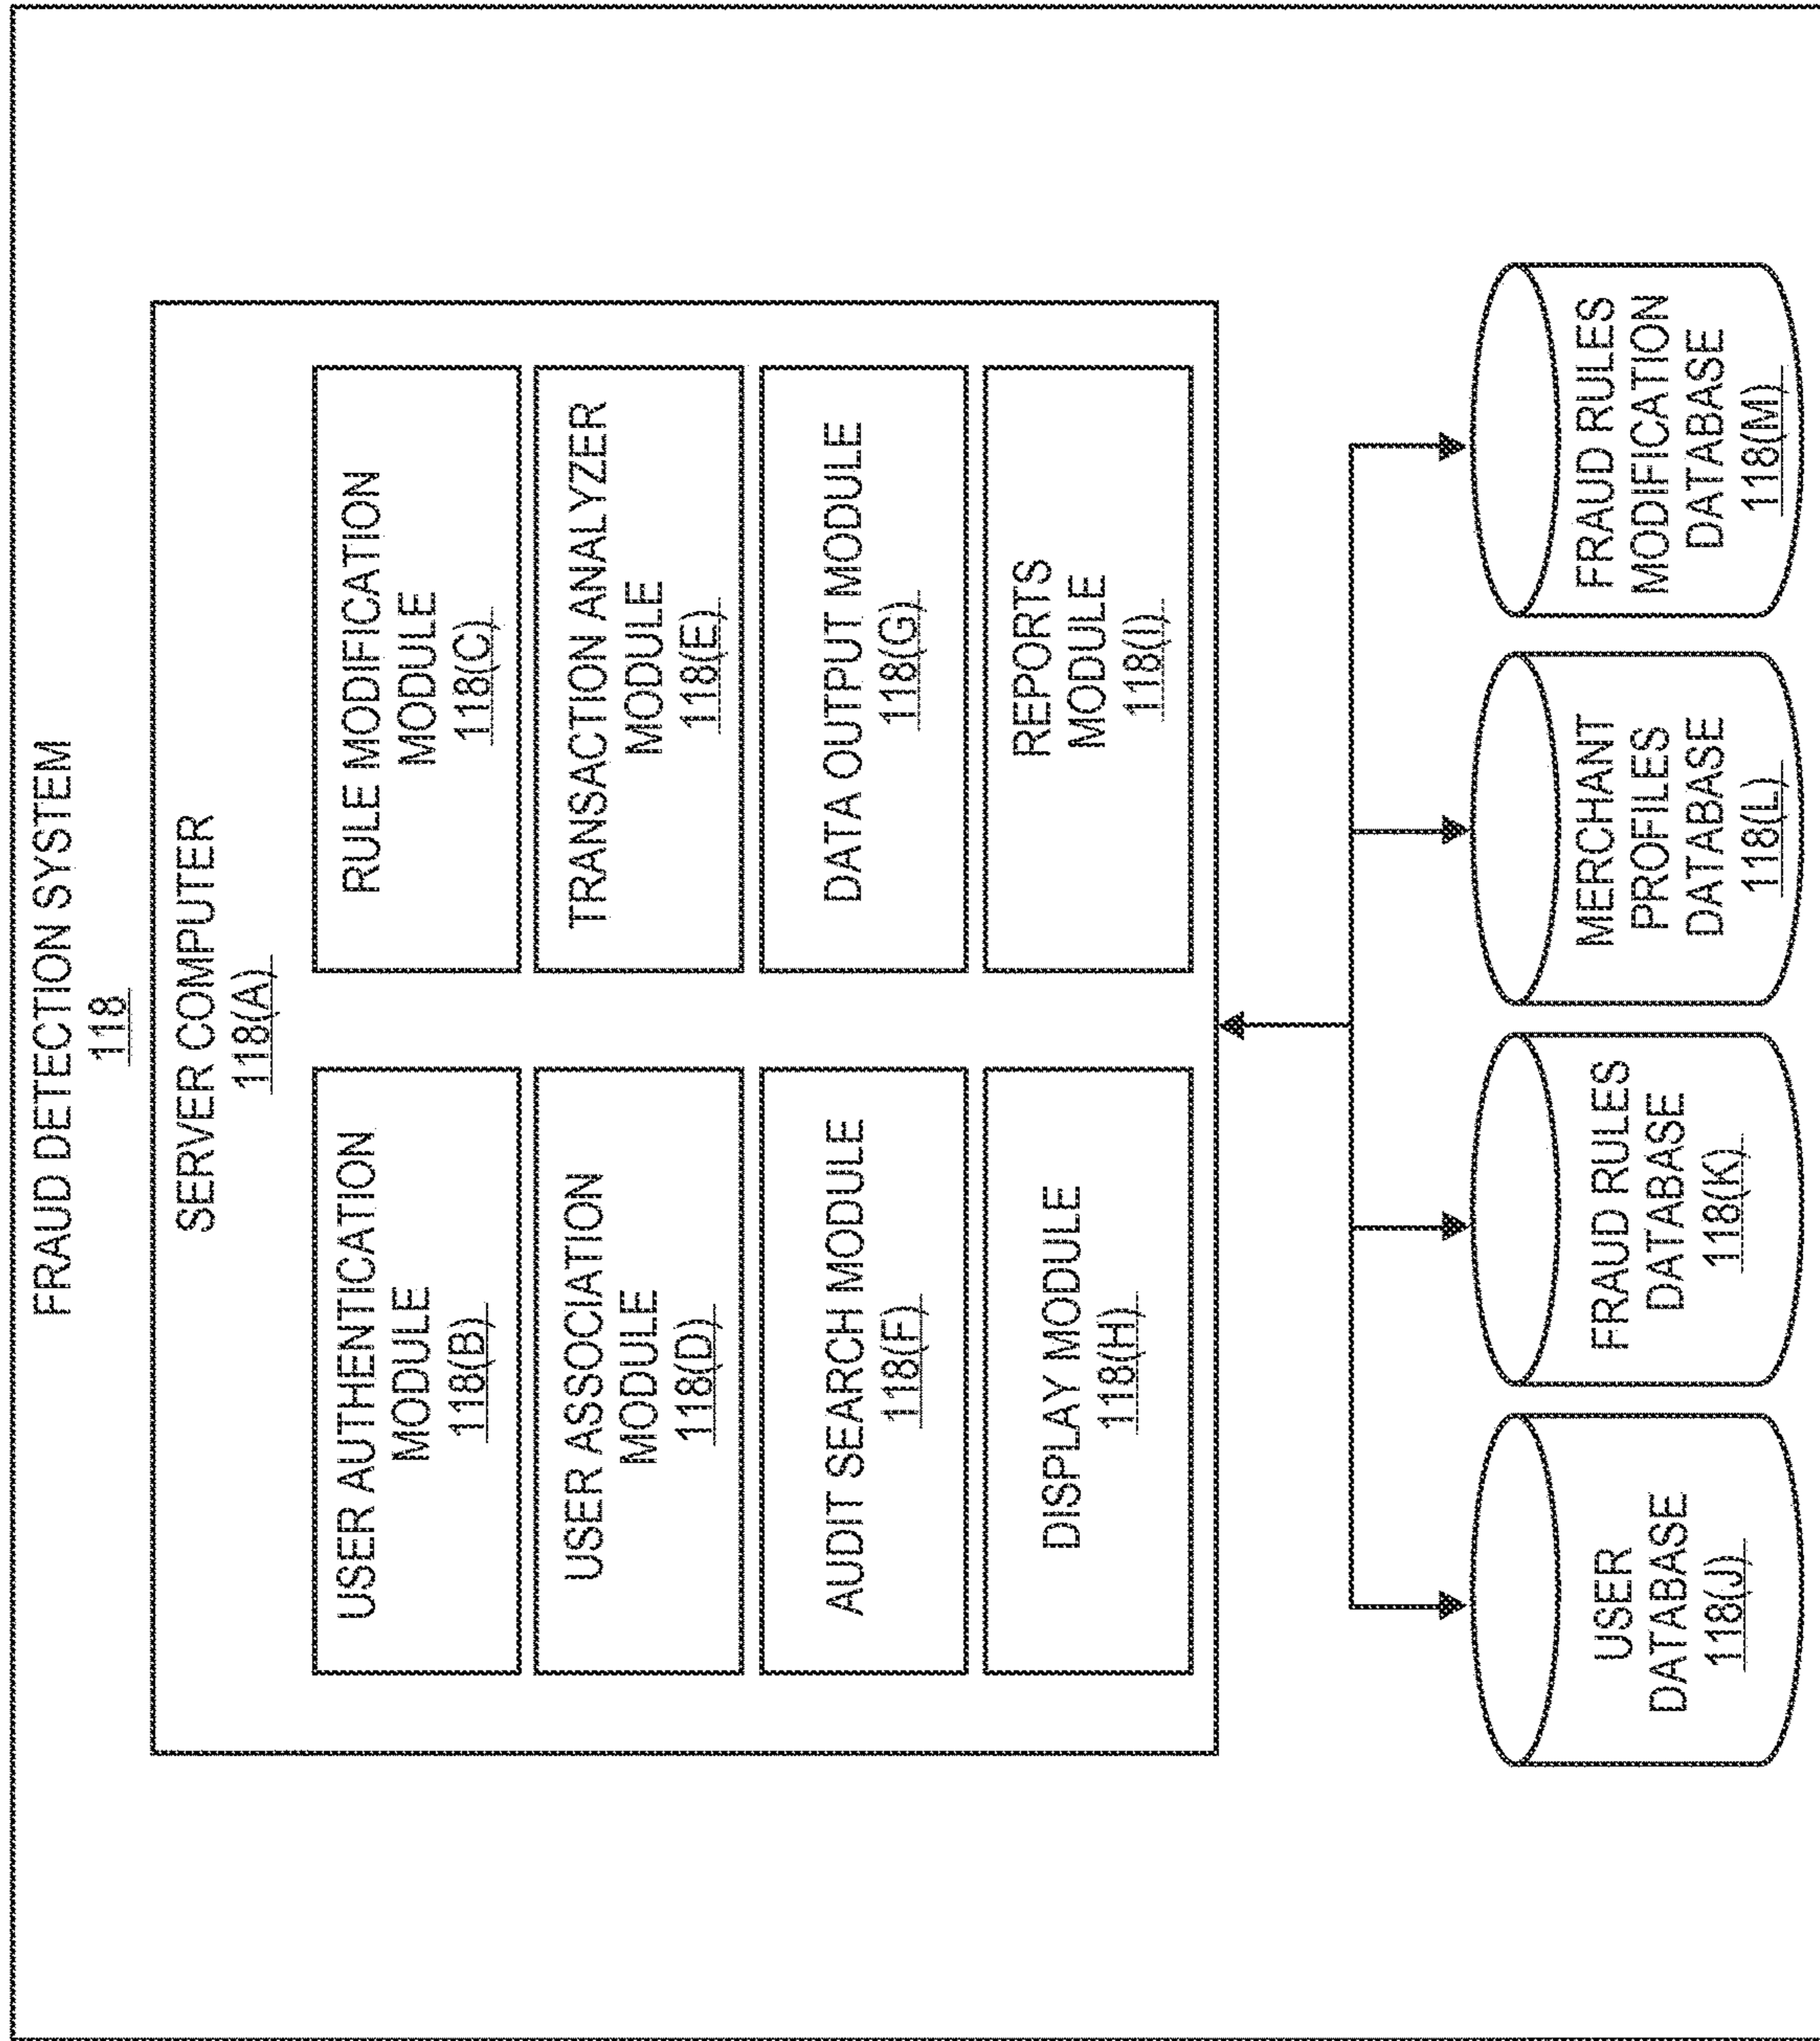 FRAUD DETECTION SYSTEM
118
SERVER COMPUTER
118(A)
USER AUTHENTICATION
MODULE
118(B)
RULE MODIFICATION
MODULE
118(C)
USER ASSOCIATION
MODULE
118(D)
TRANSACTION ANALYZER
MODULE
118(E)
AUDIT SEARCH MODULE
118(F)
DATA OUTPUT MODULE
118(G)
DISPLAY MODULE
118(H)
REPORTS
MODULE
118(I)
USER
DATABASE
118(J)
FRAUD RULES
DATABASE
118(K)
MERCHANT
PROFILES
DATABASE
118(L)
FRAUD RULES
MODIFICATION
DATABASE
118(M)